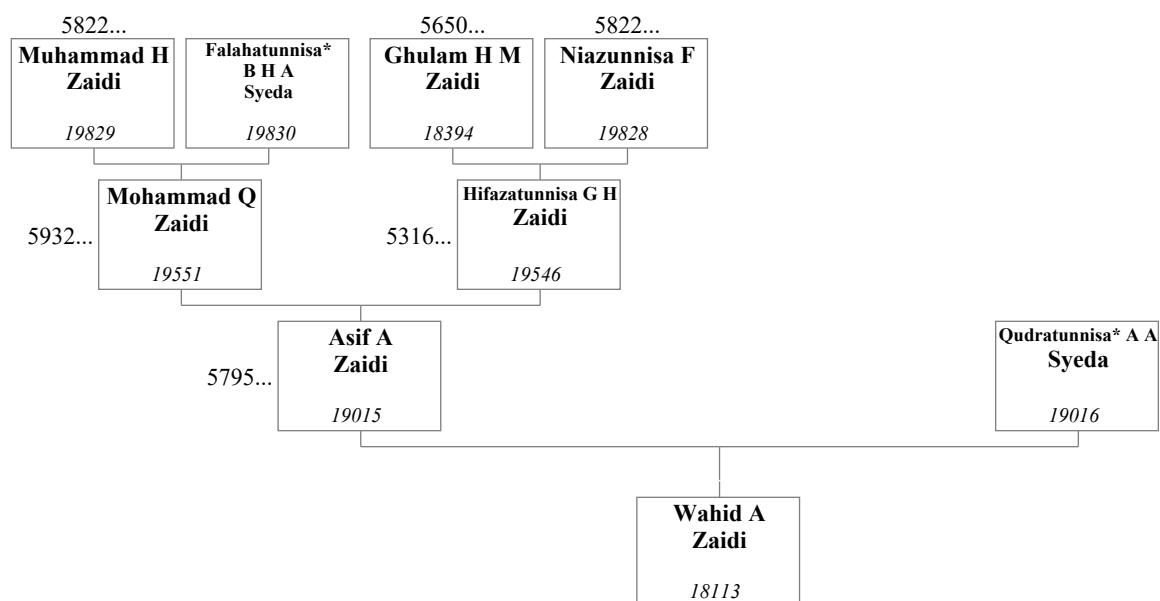 5822...
Muhammad H
Zaidi
19829
Falahatunnisa*
B H A
Syeda
19830
5650...
Ghulam H M
Zaidi
18394
5822...
Niazunnisa F
Zaidi
19828
5932...
Mohammad Q
Zaidi
19551
5316...
Hifazatunnisa G H
Zaidi
19546
5795...
Asif A
Zaidi
19015
Qudratunnisa* A A
Syeda
19016
Wahid A
Zaidi
18113